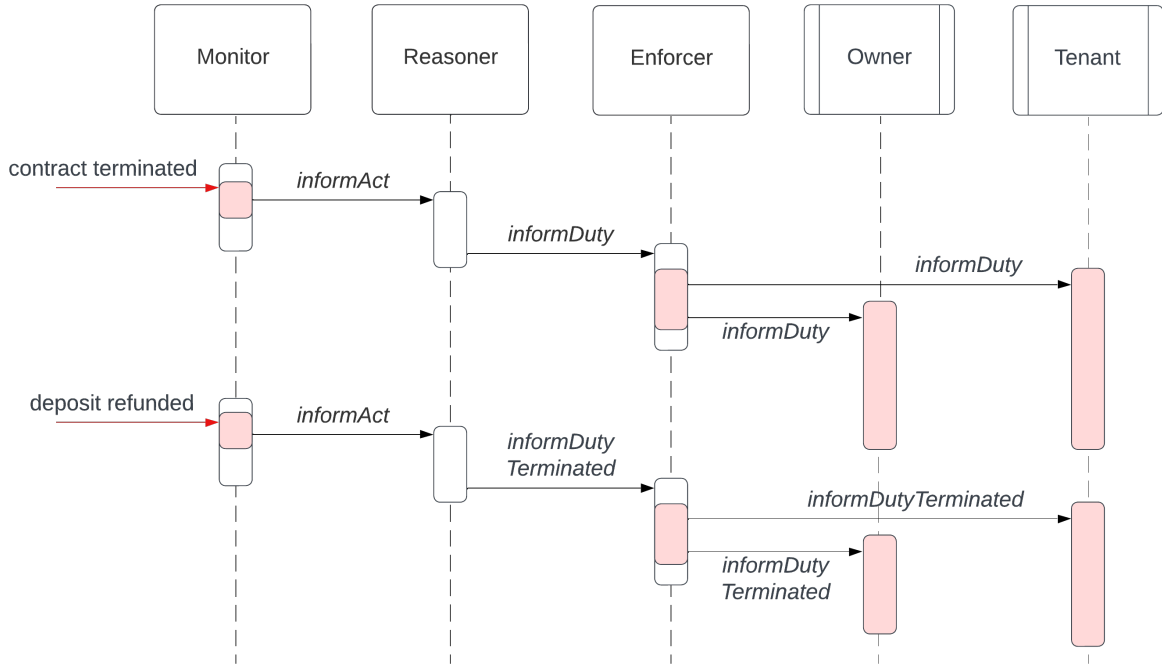 Monitor
Reasoner
Enforcer
Owner
Tenant
contract terminated
informAct
informDuty
informDuty
informDuty
deposit refunded
informAct
informDuty
Terminated
informDutyTerminated
informDuty
Terminated